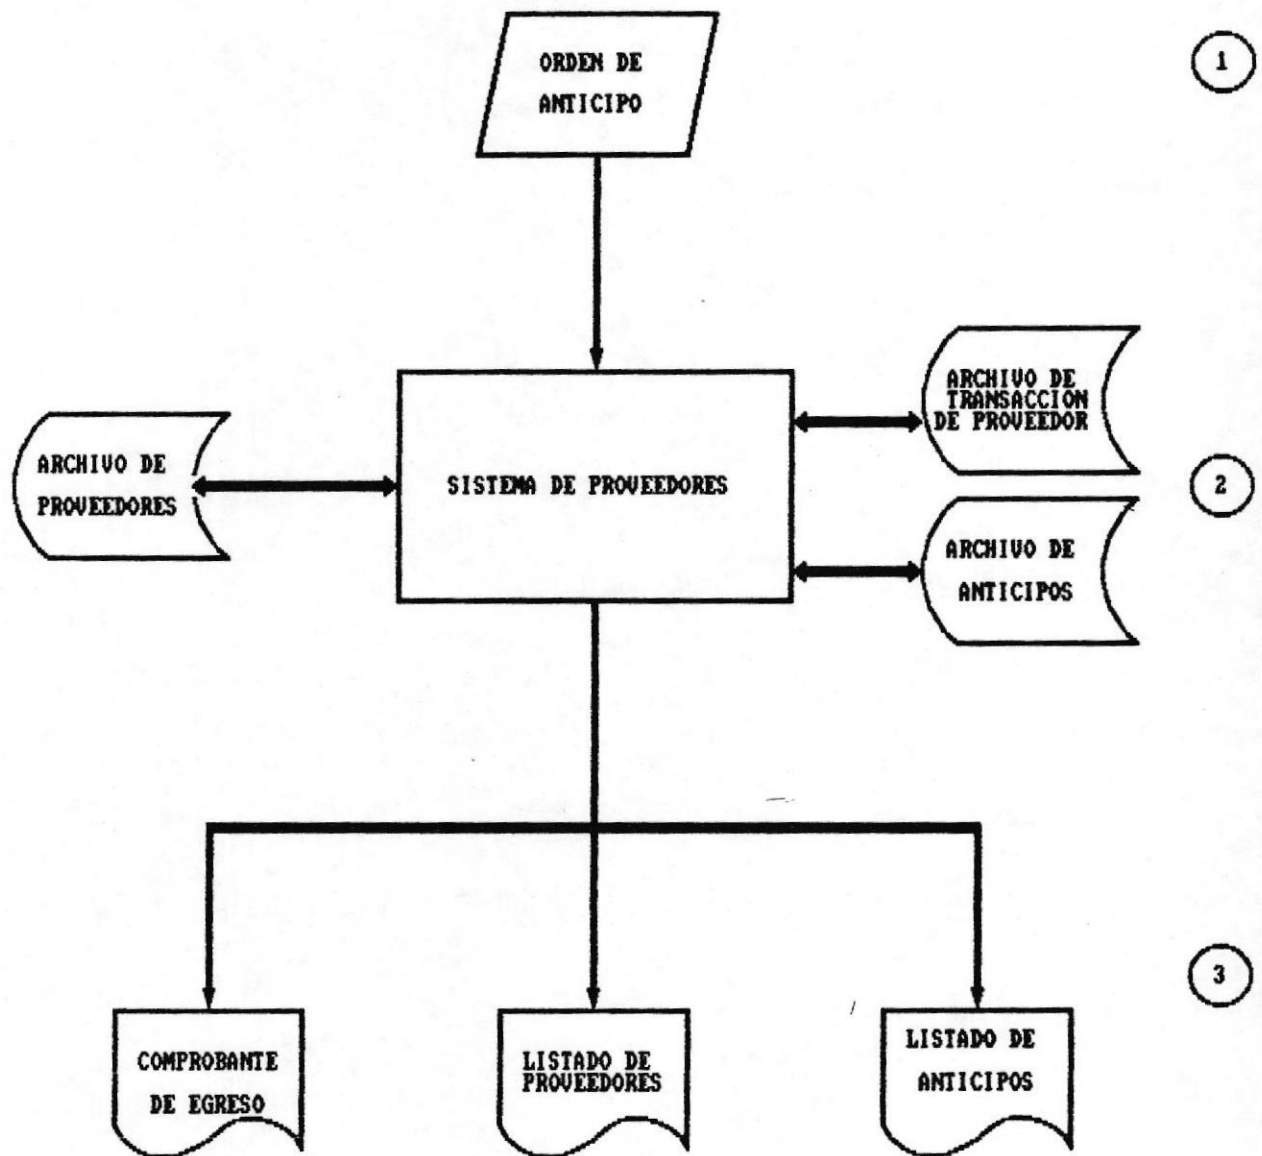 ORDEN DE
ANTICIPO
1
ARCHIVO DE
TRANSACCION
DE PROVEEDOR
ARCHIVO DE
PROVEEDORES
SISTEMA DE PROVEEDORES
2
ARCHIVO DE
ANTICIPOS
3
COMPROBANTE
DE EGRESO
LISTADO DE
PROVEEDORES
LISTADO DE
ANTICIPOS